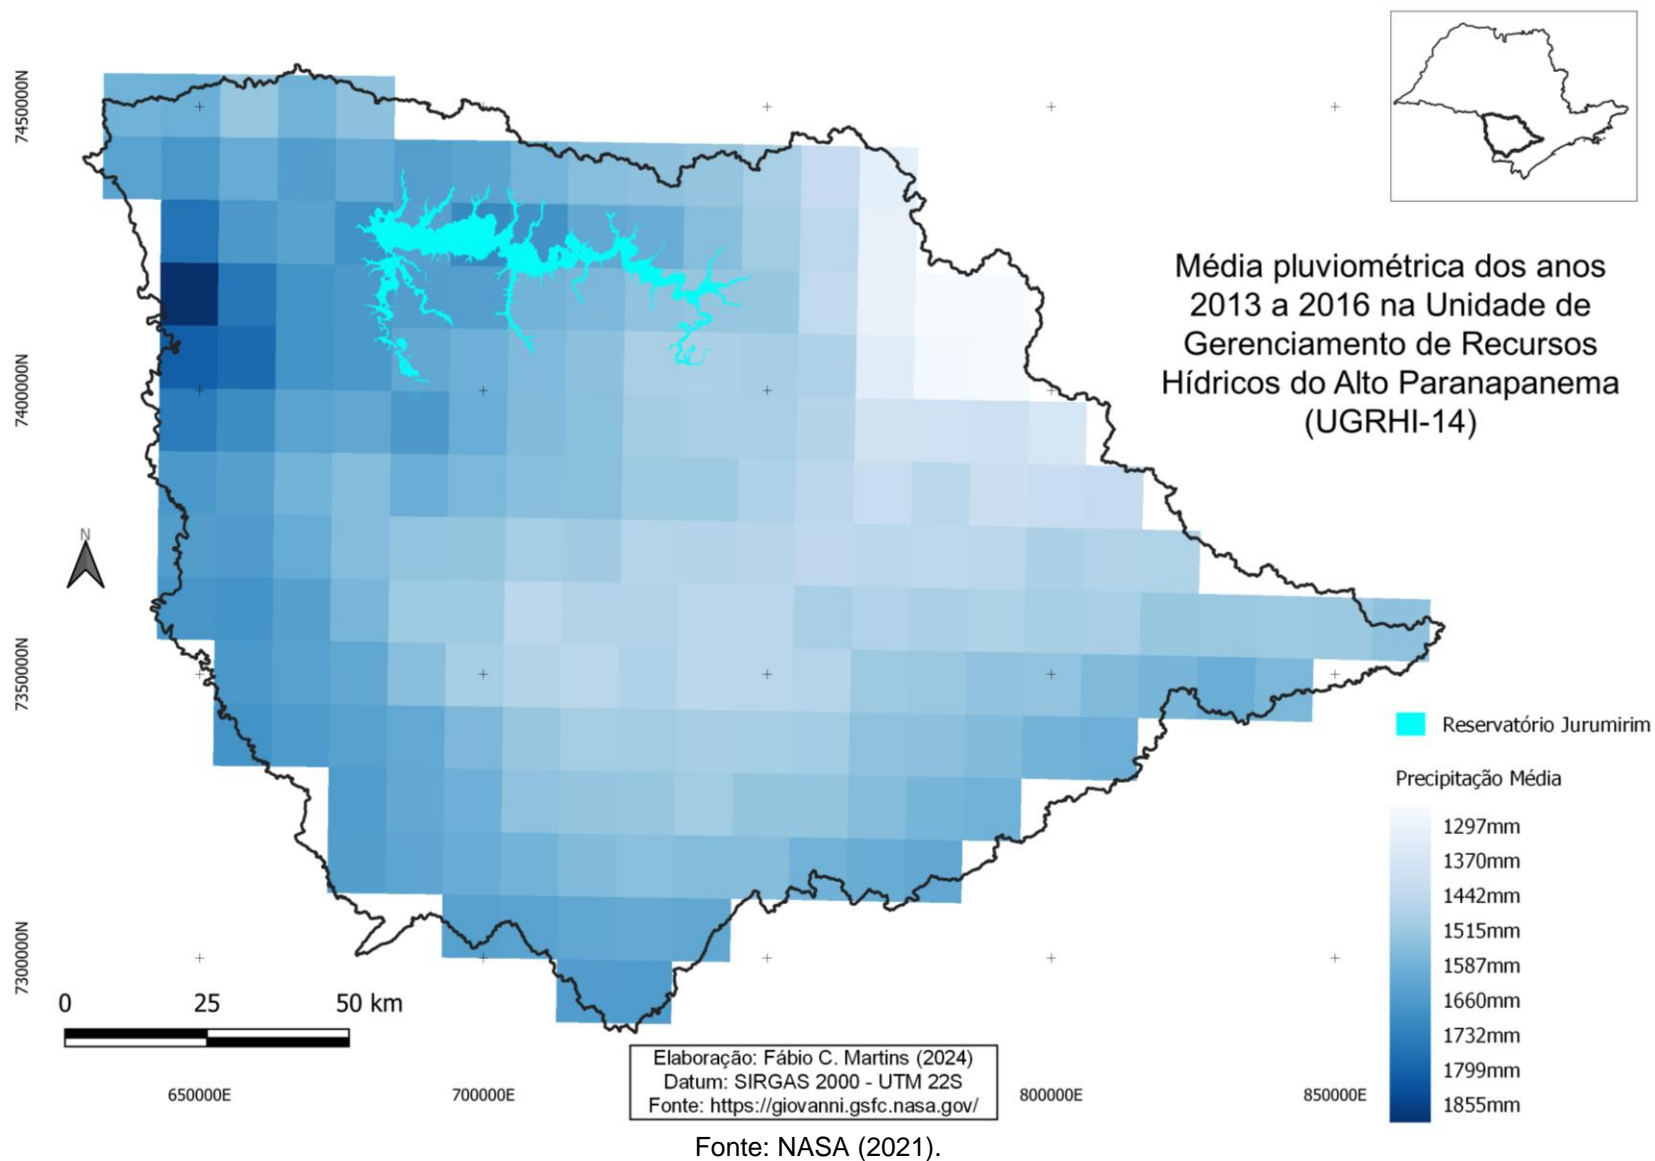 Média pluviométrica dos anos
2013 a 2016 na Unidade de
Gerenciamento de Recursos
Hídricos do Alto Paranapanema
(UGRHI-14)
7450000N
7400000N
7350000N
7300000N
N
0 25 50 km
650000E 700000E 800000E 850000E
Reservatório Jurumirim
Precipitação Média
1297mm
1370mm
1442mm
1515mm
1587mm
1660mm
1732mm
1799mm
1855mm
Elaboração: Fábio C. Martins (2024)
Datum: SIRGAS 2000 - UTM 22S
Fonte: https://giovanni.gsfc.nasa.gov/
Fonte: NASA (2021).